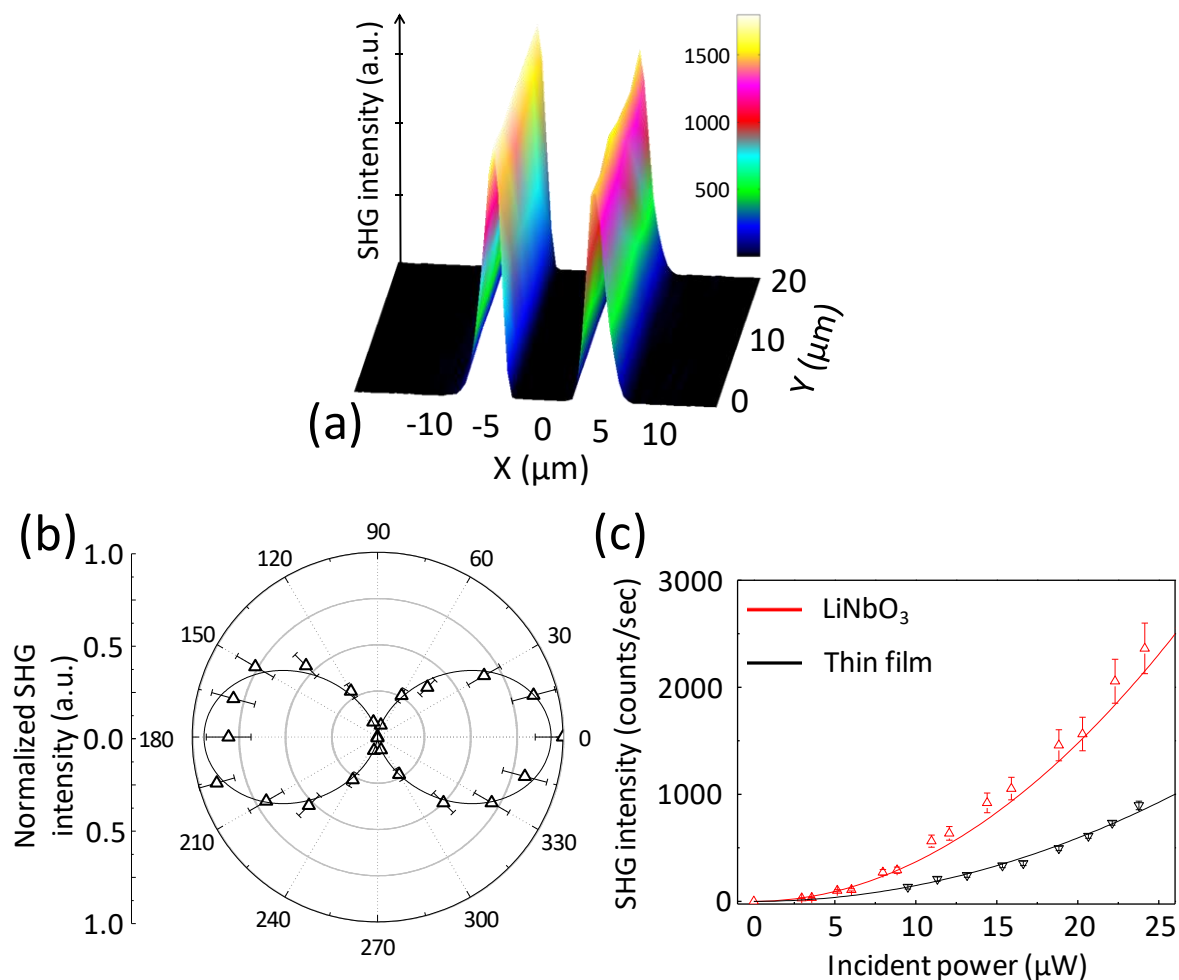 SHG intensity (a.u.)
1500
1000
500
20
10
0
Y (µm)
-10 -5 0 5 10
X (µm)
(a)
(b)
Normalized SHG
intensity (a.u.)
1.0
0.5
0.0
0.5
1.0
90
120 60
150 30
180 0
210 330
240 300
270
(c)
SHG intensity (counts/sec)
3000
2000
1000
0
LiNbO3
Thin film
0 5 10 15 20 25
Incident power (µW)